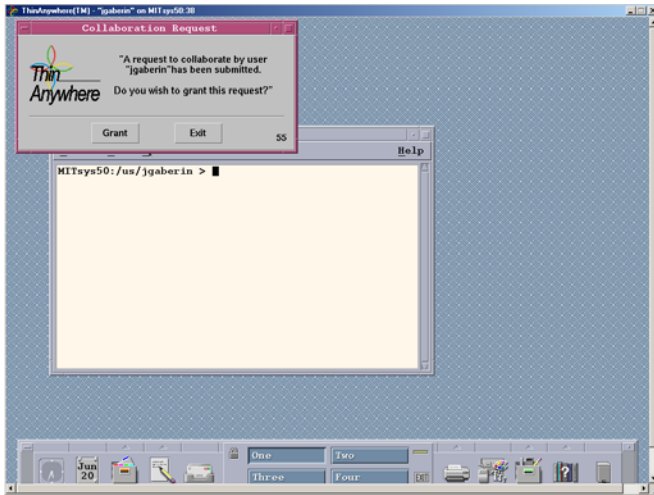 ThinAnywhere(TM) - "jgaberin" on MITsys50:30
Collaboration Request
Thin
Anywhere
"A request to collaborate by user
"jgaberin"has been submitted.
Do you wish to grant this request?"
Grant
Exit
55
Help
MITsys50:/us/jgaberin >
Jun
20
One
Two
Three
Four
EXIT